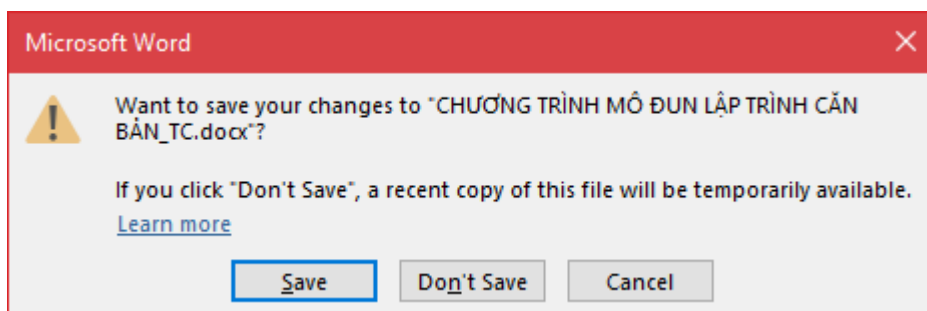 Microsoft Word
Want to save your changes to "CHƯƠNG TRÌNH MÔ ĐUN LẬP TRÌNH CĂN
BẢN_TC.docx"?
If you click "Don't Save", a recent copy of this file will be temporarily available.
Learn more
Save Don't Save Cancel